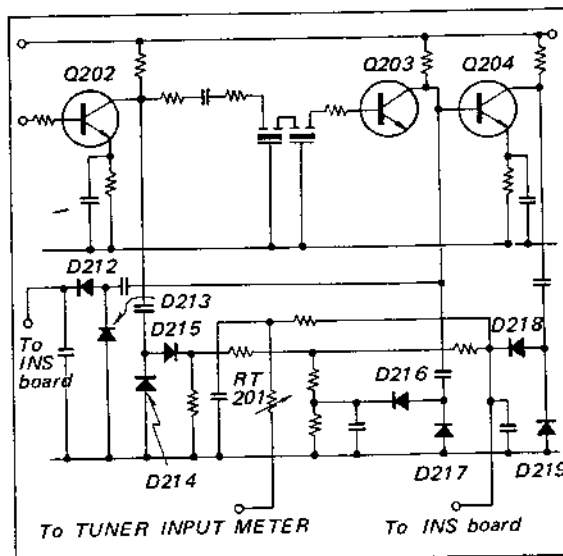 Q202
Q203
Q204
D212
D213
D215
D218
To
INS
board
RT
201
D216
D214
D217
D219
To TUNER INPUT METER
To INS board